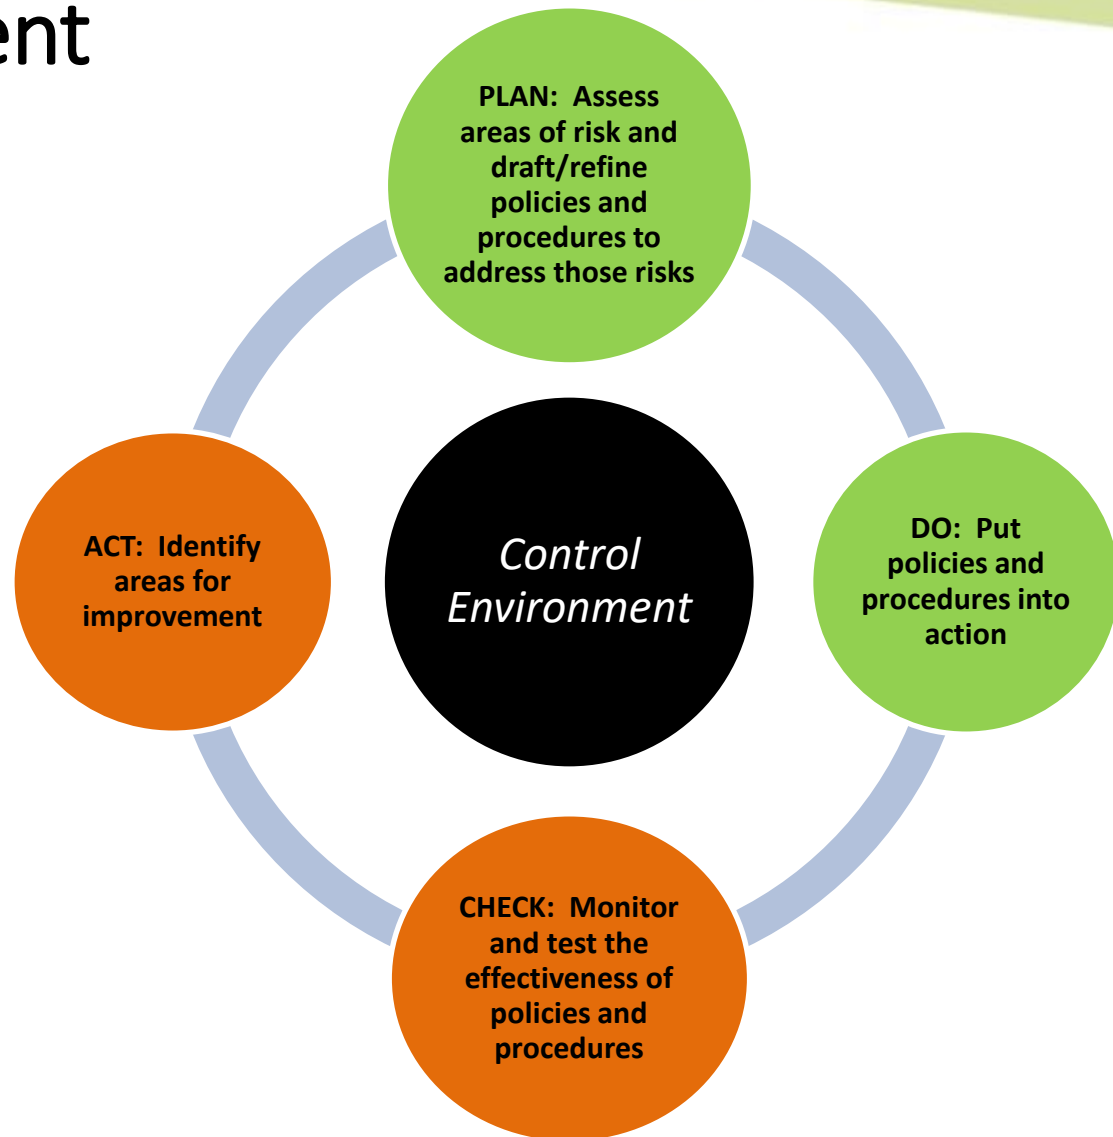 ent
PLAN:  Assess
areas of risk and
draft/refine
policies and
procedures to
address those risks
DO:  Put
policies and
procedures into
action
CHECK:  Monitor
and test the
effectiveness of
policies and
procedures
ACT:  Identify
areas for
improvement
Control
Environment